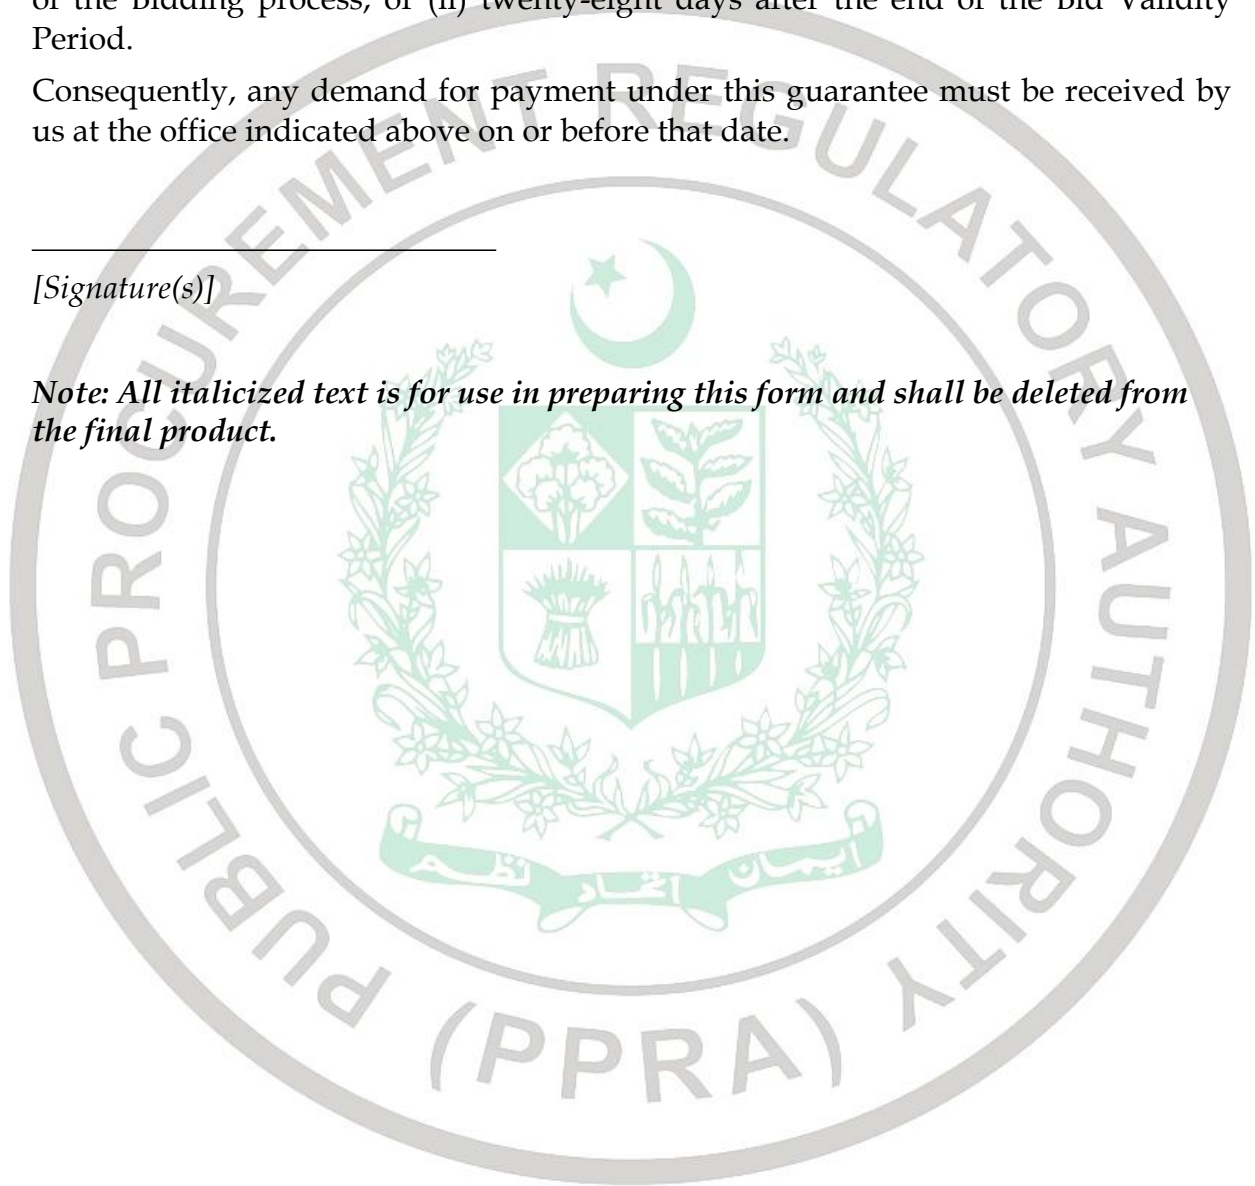 of the Bidding process; or (ii) twenty-eight days after the end of the Bid Validity
Period.
Consequently, any demand for payment under this guarantee must be received by
us at the office indicated above on or before that date.
[Signature(s)]
Note: All italicized text is for use in preparing this form and shall be deleted from
the final product.
PUBLIC PROCUREMENT REGULATORY AUTHORITY
(PPRA)
ایمان اتحاد نظم